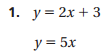 1. y = 2x + 3
y = 5x